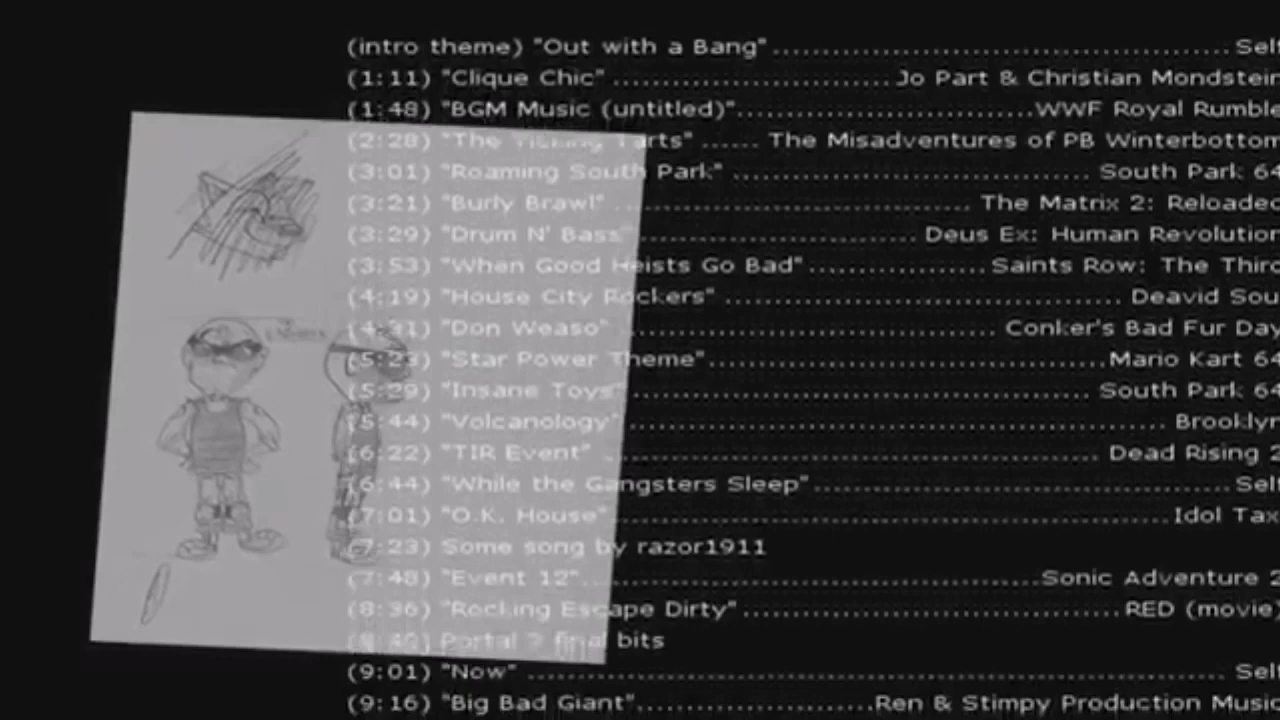 (intro theme) "Out with a Bang"..........Self
(1:11) "Clique Chic"..........Jo Part & Christian Mondstein
(1:48) "BGM Music (untitled)"..........WWF Royal Rumble
(2:28) "The ...... The Misadventures of PB Winterbottom
(3:01) "Roaming South Park"..........South Park 64
(3:21) "Burly Brawl"..........The Matrix 2: Reloaded
(3:29) "Drum N' Bass"..........Deus Ex: Human Revolution
(3:53) "When Good Heists Go Bad"..........Saints Row: The Third
(4:19) "House City Rockers"..........Deavid Sou
(4:31) "Don Weaso"..........Conker's Bad Fur Day
(5:23) "Star Power Theme"..........Mario Kart 64
(5:29) "Insane Toys"..........South Park 64
(5:44) "Volcanology"..........Brooklyn
(6:22) "TIR Event"..........Dead Rising 2
(6:44) "While the Gangsters Sleep"..........Self
(7:01) "O.K. House"..........Idol Tax
(7:23) Some song by razor1911
(7:48) "Event 12"..........Sonic Adventure 2
(8:36) "Rocking Escape Dirty"..........RED (movie)
(8:40) Portal 2 final bits
(9:01) "Now"..........Self
(9:16) "Big Bad Giant"..........Ren & Stimpy Production Music